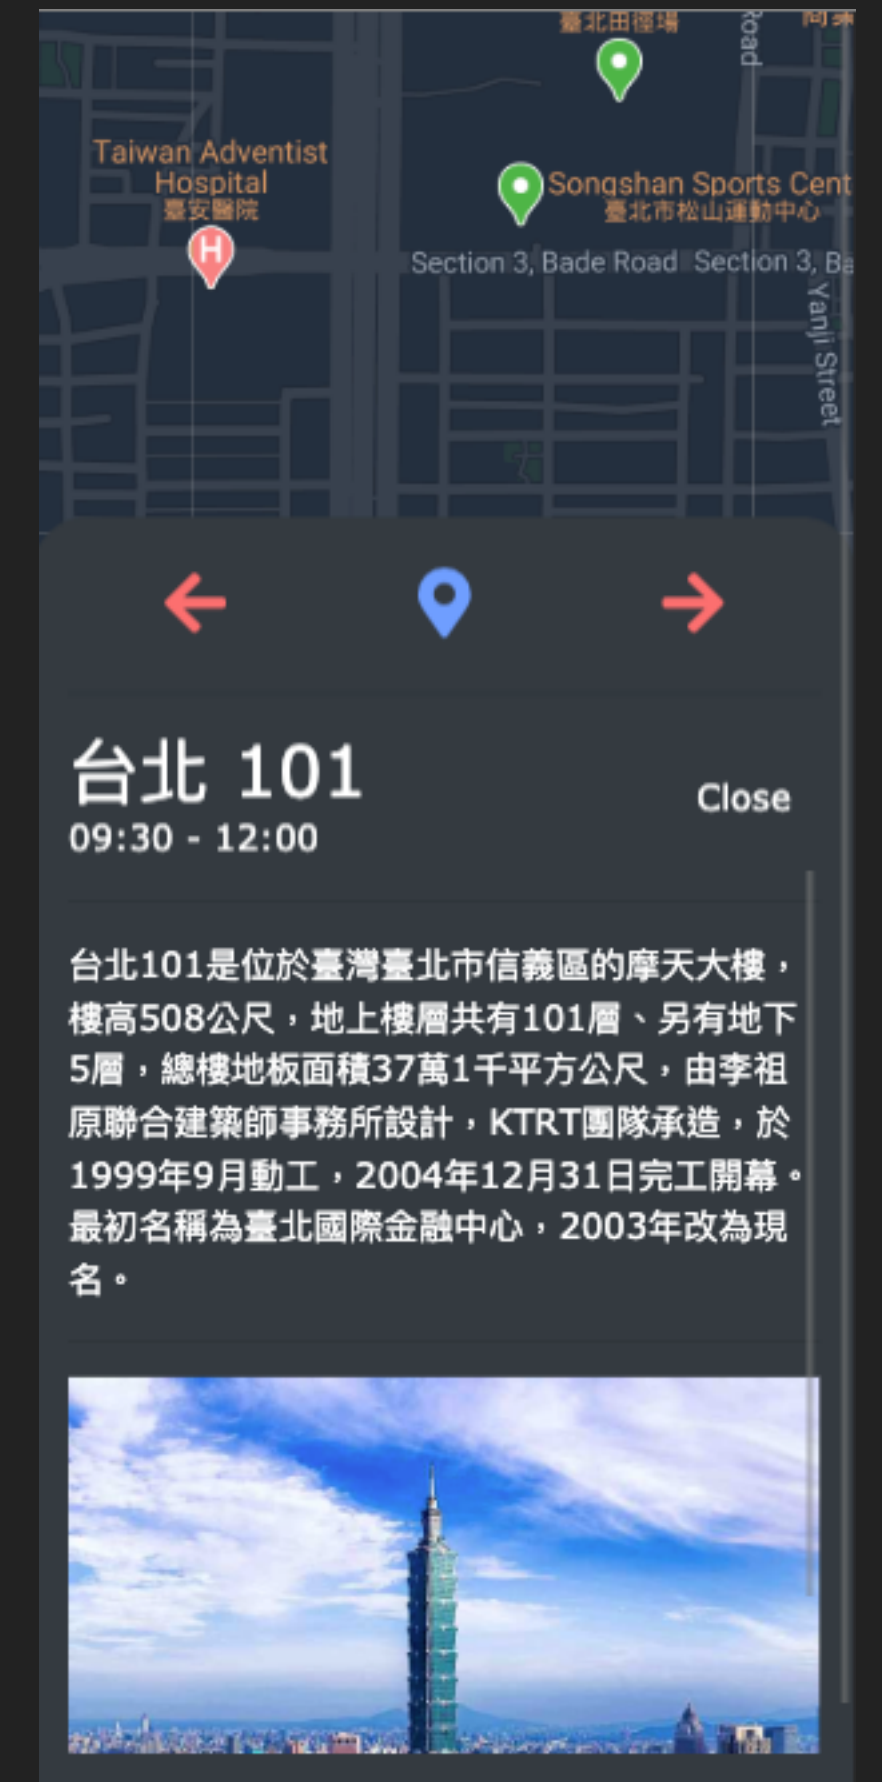 臺北田徑場
Road
Taiwan Adventist
Hospital
臺安醫院
H
Songshan Sports Cent
臺北市松山運動中心
Section 3, Bade Road
Section 3, Ba
Yanji Street
台北 101
Close
09:30 - 12:00
台北101是位於臺灣臺北市信義區的摩天大樓，
樓高508公尺，地上樓層共有101層、另有地下
5層，總樓地板面積37萬1千平方公尺，由李祖
原聯合建築師事務所設計，KTRT團隊承造，於
1999年9月動工，2004年12月31日完工開幕。
最初名稱為臺北國際金融中心，2003年改為現
名。